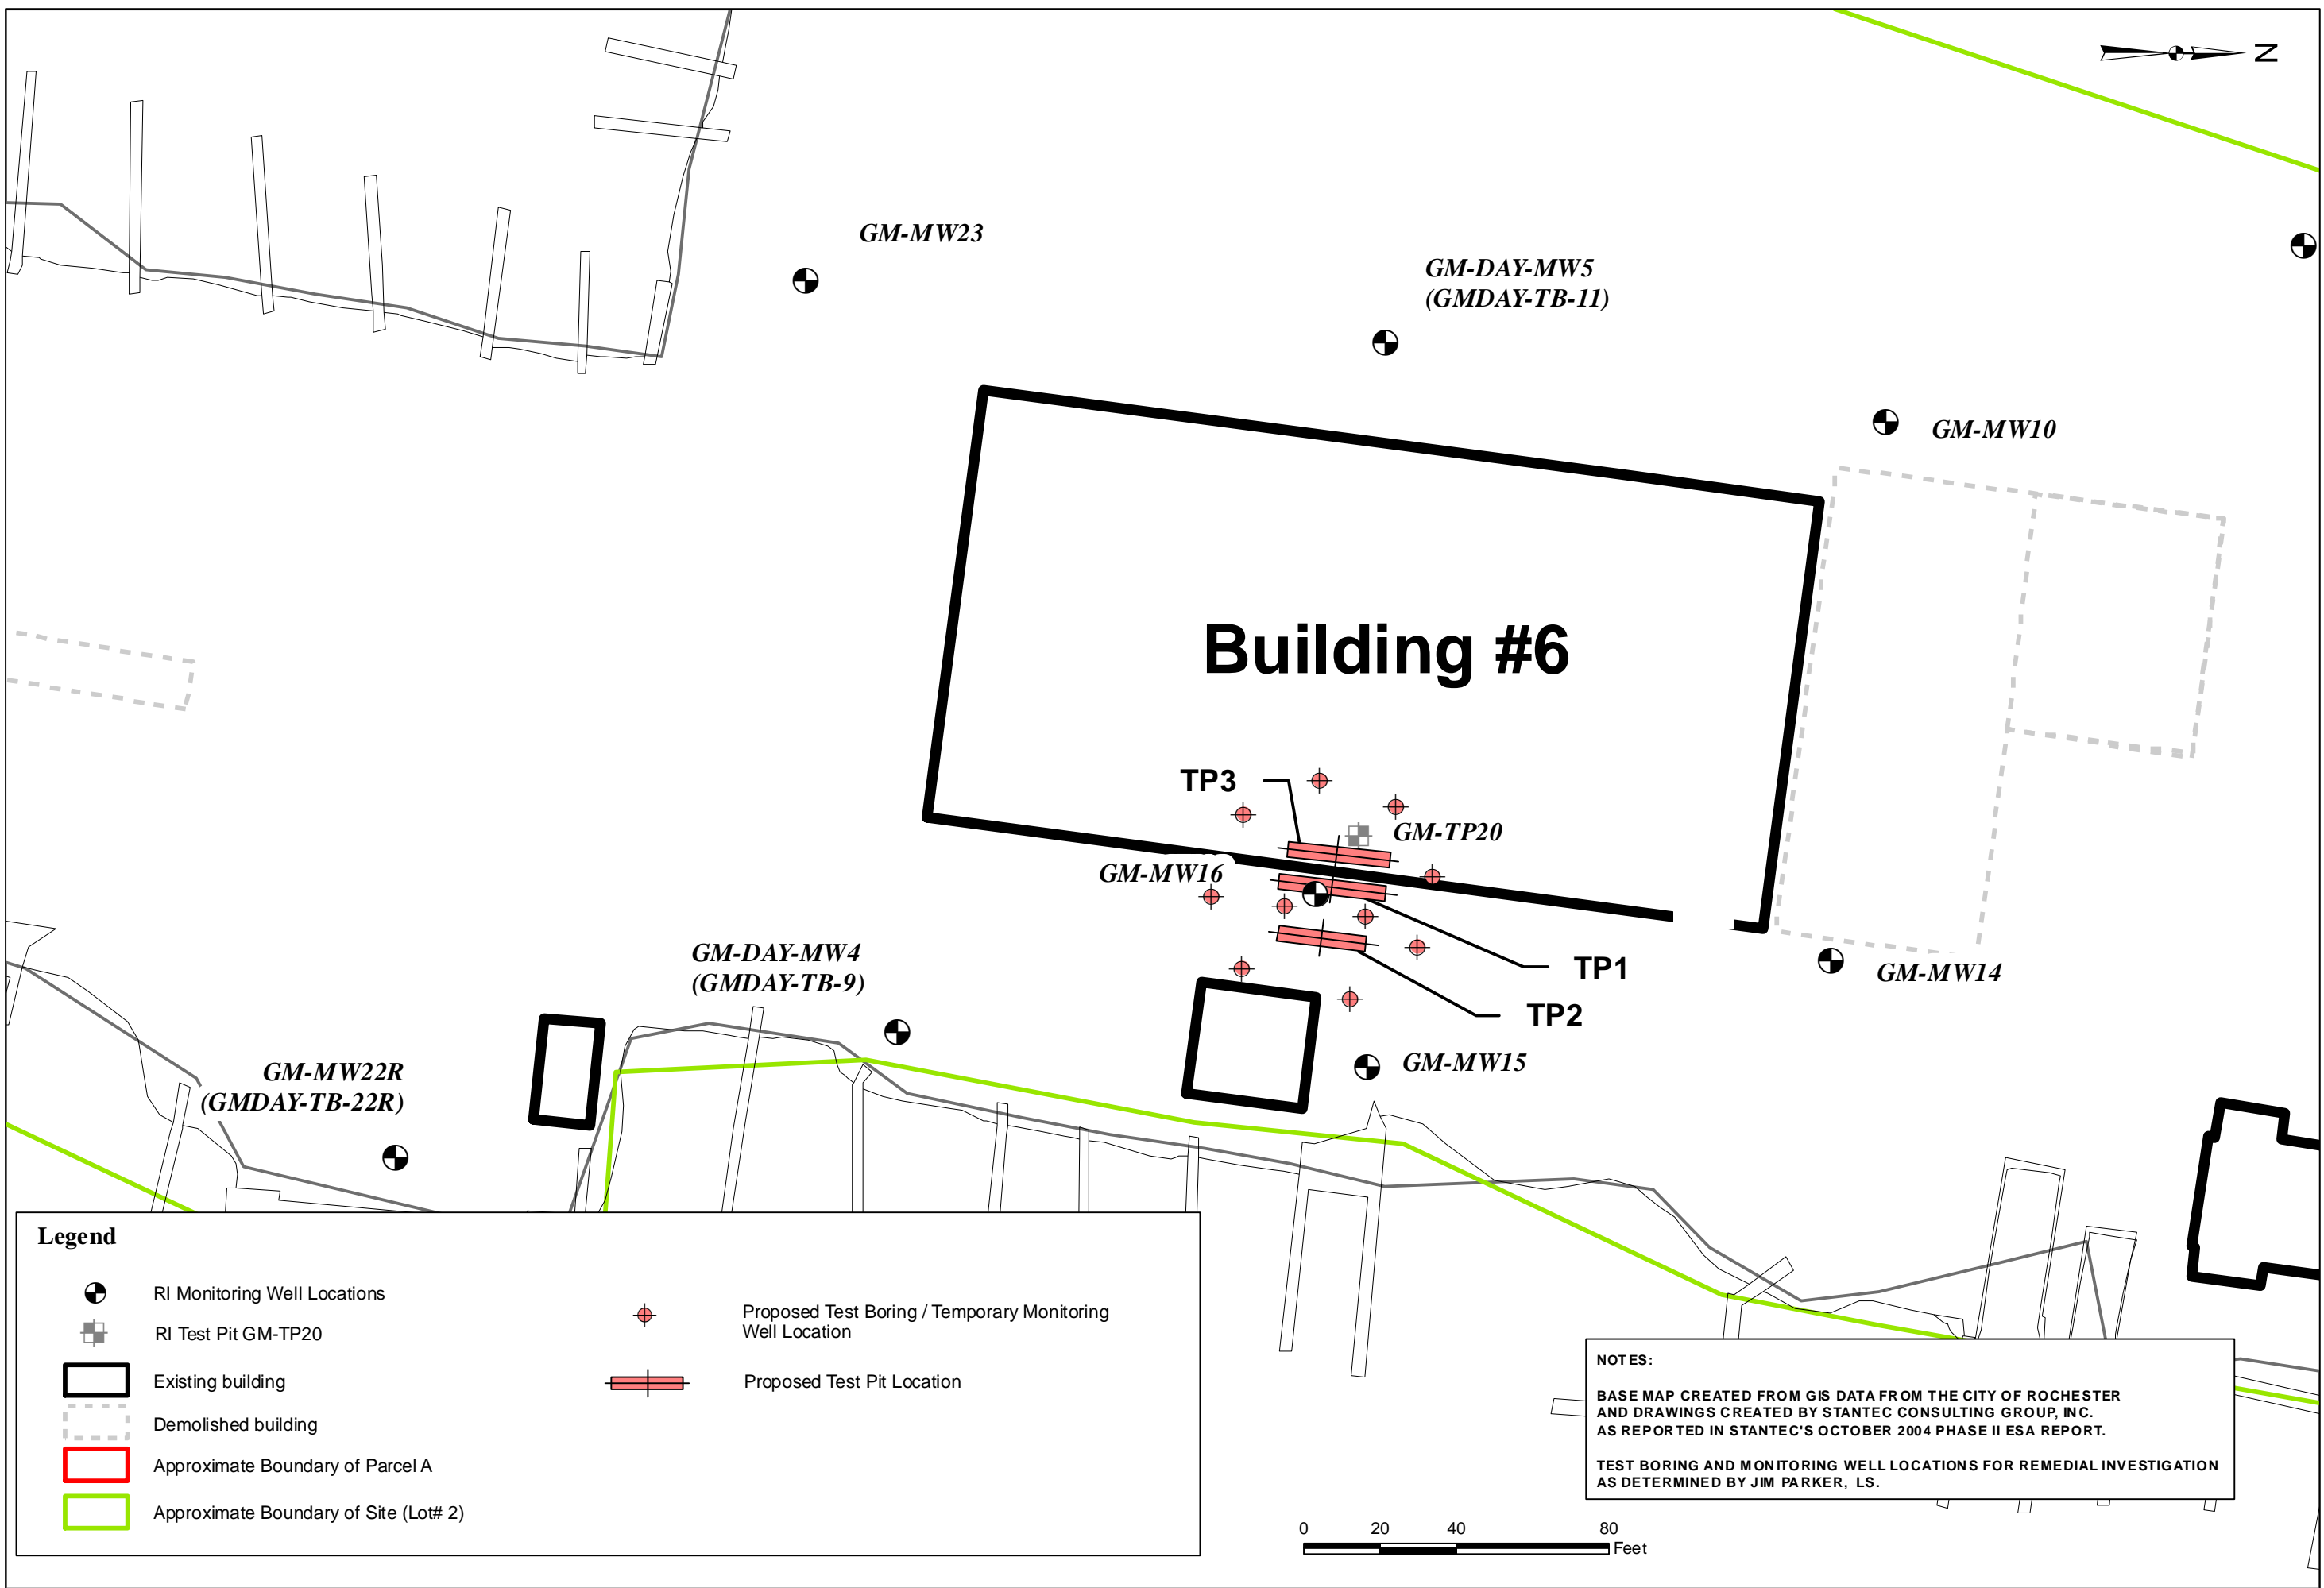 N
GM-MW23
GM-DAY-MW5
(GMDAY-TB-11)
GM-MW10
Building #6
TP3
GM-TP20
GM-MW16
GM-DAY-MW4
(GMDAY-TB-9)
TP1
GM-MW14
TP2
GM-MW15
GM-MW22R
(GMDAY-TB-22R)
Legend
RI Monitoring Well Locations
RI Test Pit GM-TP20
Existing building
Demolished building
Approximate Boundary of Parcel A
Approximate Boundary of Site (Lot# 2)
Proposed Test Boring / Temporary Monitoring
Well Location
Proposed Test Pit Location
NOTES:
BASE MAP CREATED FROM GIS DATA FROM THE CITY OF ROCHESTER
AND DRAWINGS CREATED BY STANTEC CONSULTING GROUP, INC.
AS REPORTED IN STANTEC'S OCTOBER 2004 PHASE II ESA REPORT.
TEST BORING AND MONITORING WELL LOCATIONS FOR REMEDIAL INVESTIGATION
AS DETERMINED BY JIM PARKER, LS.
0 20 40 80
Feet